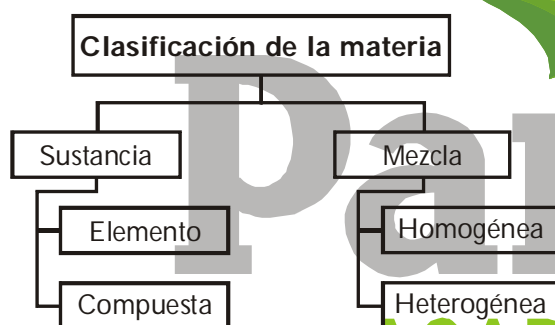 Clasificación de la materia
Sustancia
Mezcla
Elemento
Homogénea
Compuesta
Heterogénea